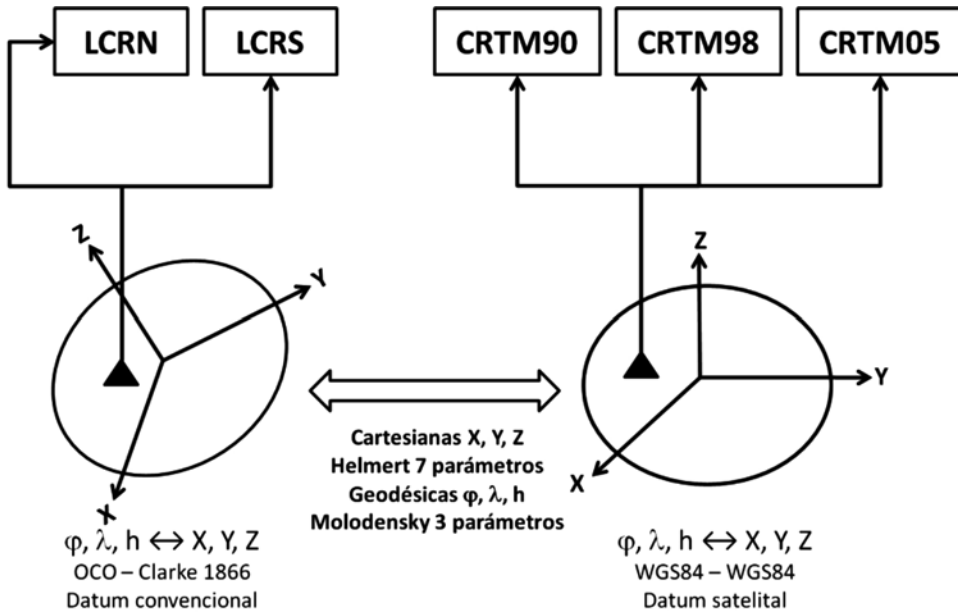 LCRN
LCRS
CRTM90
CRTM98
CRTM05
Z
Y
X
Z
Y
X
Cartesianas X, Y, Z
Helmert 7 parámetros
Geodésicas φ, λ, h
Molodensky 3 parámetros
φ, λ, h ↔ X, Y, Z
OCO – Clarke 1866
Datum convencional
φ, λ, h ↔ X, Y, Z
WGS84 – WGS84
Datum satelital